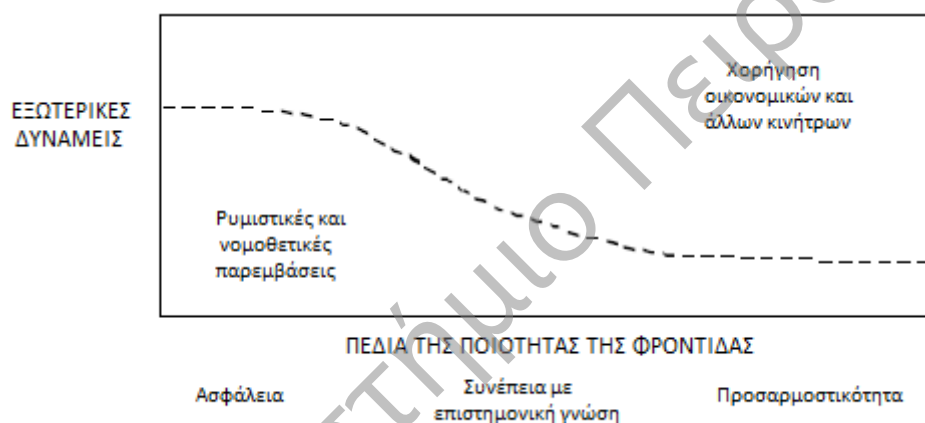 Χορήγηση
οικονομικών και
άλλων κινήτρων
ΕΞΩΤΕΡΙΚΕΣ
ΔΥΝΑΜΕΙΣ
Ρυμιστικές και
νομοθετικές
παρεμβάσεις
ΠΕΔΙΑ ΤΗΣ ΠΟΙΟΤΗΤΑΣ ΤΗΣ ΦΡΟΝΤΙΔΑΣ
Ασφάλεια
Συνέπεια με
επιστημονική γνώση
Προσαρμοστικότητα